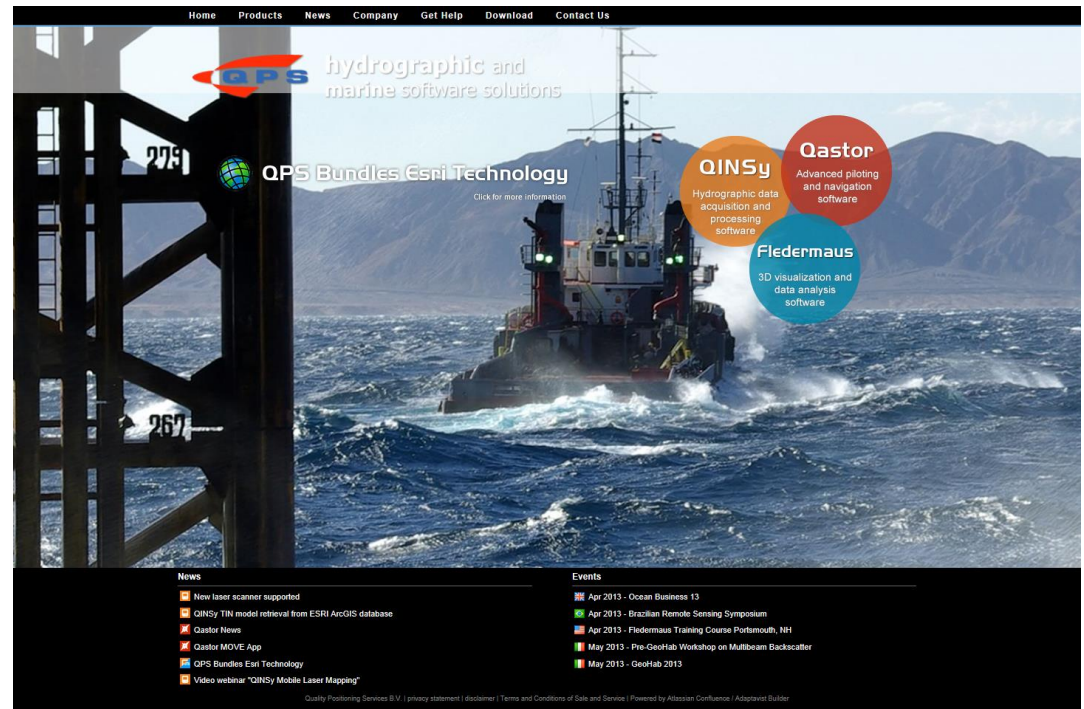 Home Products News Company Get Help Download Contact Us
QPS
hydrographic and
marine software solutions
279
QPS Bundles Esri Technology
Click for more information
QINSy
Hydrographic data
acquisition and
processing
software
Qastor
Advanced piloting
and navigation
software
Fledermaus
3D visualization and
data analysis
software
267
News
New laser scanner supported
QINSy TIN model retrieval from ESRI ArcGIS database
Qastor News
Qastor MOVE App
QPS Bundles Esri Technology
Video webinar "QINSy Mobile Laser Mapping"
Events
Apr 2013 - Ocean Business 13
Apr 2013 - Brazilian Remote Sensing Symposium
Apr 2013 - Fledermaus Training Course Portsmouth, NH
May 2013 - Pre-GeoHab Workshop on Multibeam Backscatter
May 2013 - GeoHab 2013
Quality Positioning Services B.V. | privacy statement | disclaimer | Terms and Conditions of Sale and Service | Powered by Atlassian Confluence / Adaptavist Builder